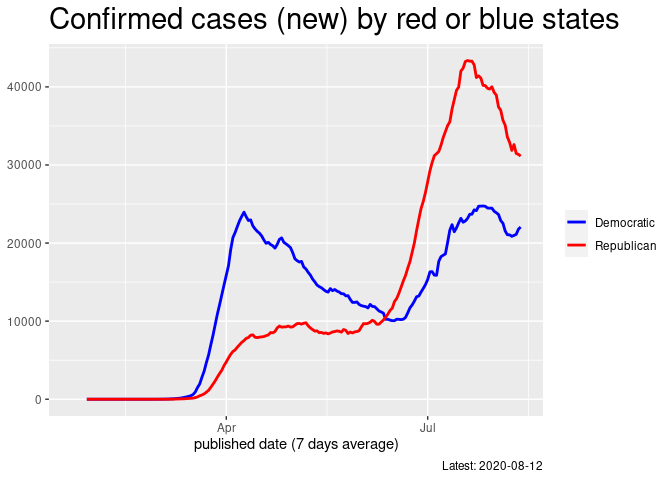 Confirmed cases (new) by red or blue states
40000
30000
20000
10000
0
Apr
Jul
published date (7 days average)
Democratic
Republican
Latest: 2020-08-12